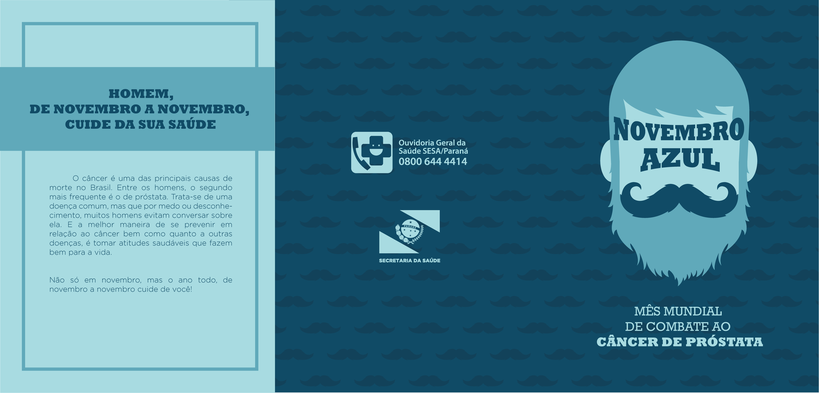 HOMEM,
DE NOVEMBRO A NOVEMBRO,
CUIDE DA SUA SAÚDE
O câncer é uma das principais causas de
morte no Brasil. Entre os homens, o segundo
mais frequente é o de próstata. Trata-se de uma
doença comum, mas que por medo ou desconhe-
cimento, muitos homens evitam conversar sobre
ela. E a melhor maneira de se prevenir em
relação ao câncer bem como quanto a outras
doenças, é tomar atitudes saudáveis que fazem
bem para a vida.
Não só em novembro, mas o ano todo, de
novembro a novembro cuide de você!
Ouvidoria Geral da
Saúde SESA/Paraná
0800 644 4414
SECRETARIA DA SAÚDE
NOVEMBRO
AZUL
MÊS MUNDIAL
DE COMBATE AO
CÂNCER DE PRÓSTATA